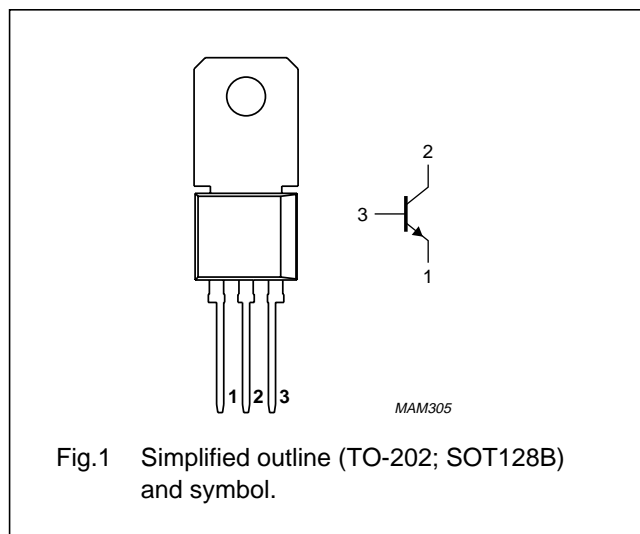 2
3
1
1 2 3
MAM305
Fig.1 Simplified outline (TO-202; SOT128B)
and symbol.